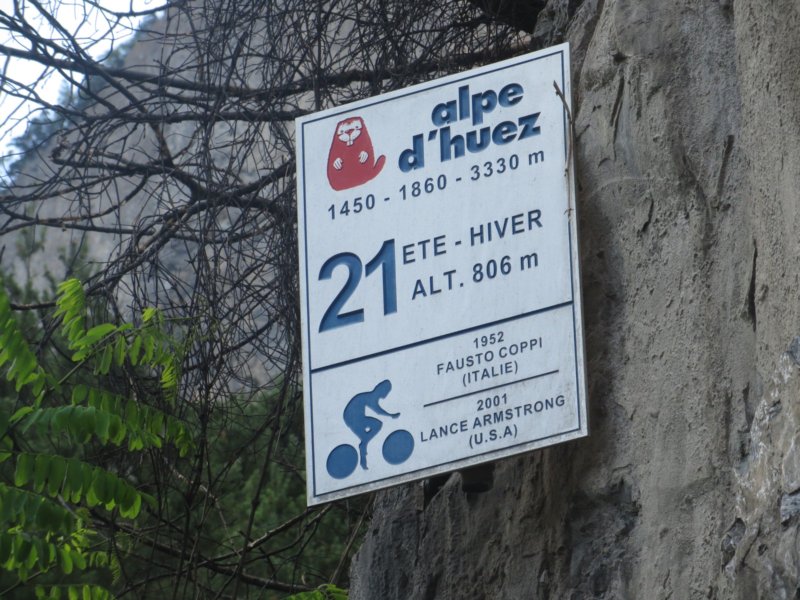 alpe
d'huez
1450 - 1860 - 3330 m
21 ETE - HIVER
ALT. 806 m
1952
FAUSTO COPPI
(ITALIE)
2001
LANCE ARMSTRONG
(U.S.A)